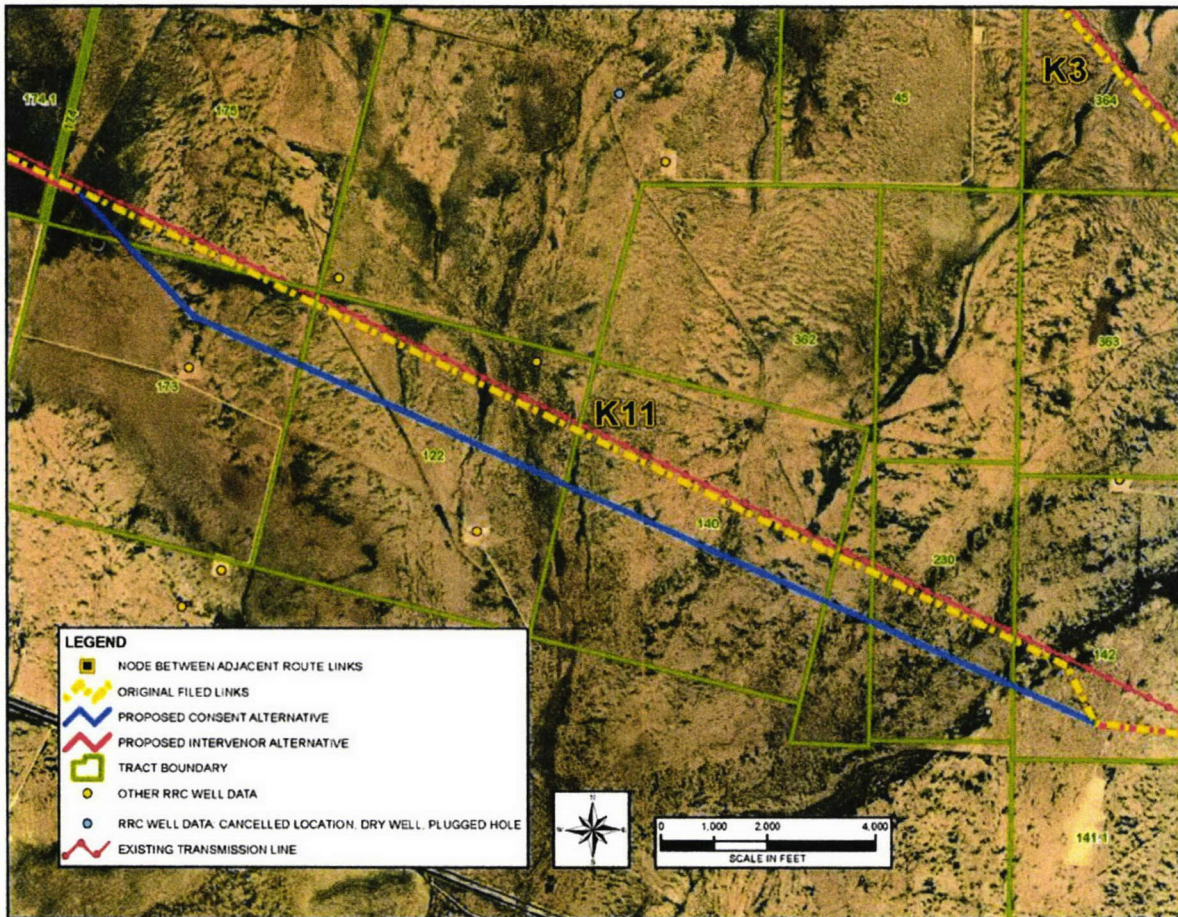 K3
174.1
174
175
45
364
362
363
173
K11
122
140
230
142
LEGEND
NODE BETWEEN ADJACENT ROUTE LINKS
ORIGINAL FILED LINKS
PROPOSED CONSENT ALTERNATIVE
PROPOSED INTERVENOR ALTERNATIVE
TRACT BOUNDARY
OTHER RRC WELL DATA
RRC WELL DATA: CANCELLED LOCATION, DRY WELL, PLUGGED HOLE
EXISTING TRANSMISSION LINE
N
W E
S
0 1,000 2,000 4,000
SCALE IN FEET
141.1